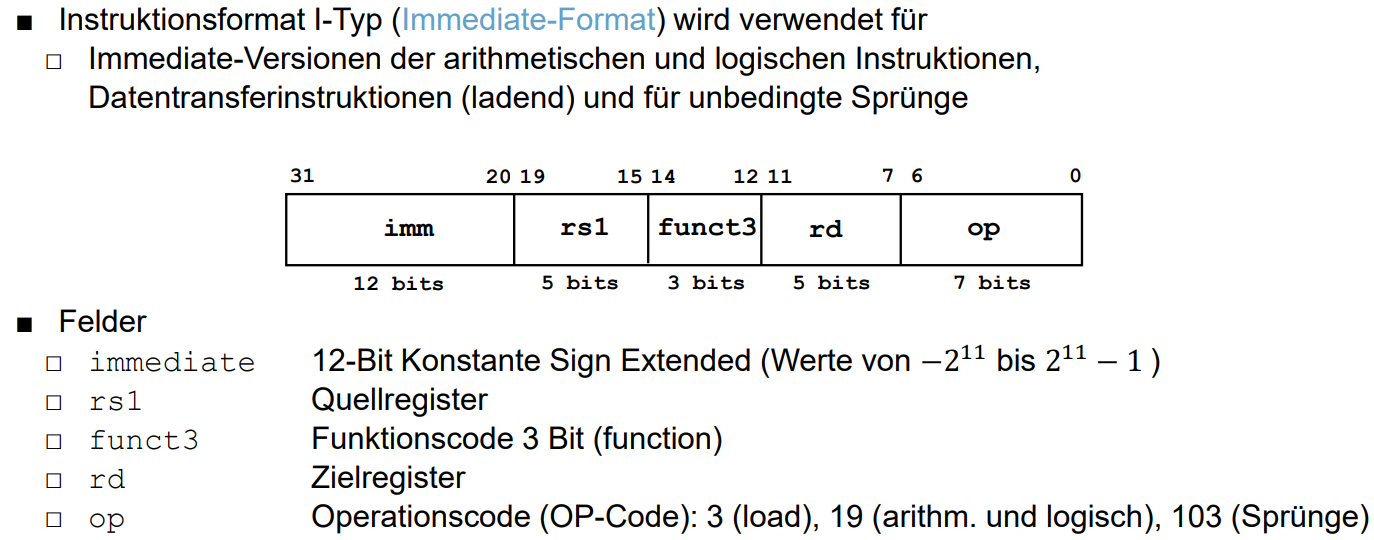 ■ Instruktionsformat I-Typ (Immediate-Format) wird verwendet für
□ Immediate-Versionen der arithmetischen und logischen Instruktionen,
Datentransferinstruktionen (ladend) und für unbedingte Sprünge
31 20 19 15 14 12 11 7 6 0
imm rs1 funct3 rd op
12 bits 5 bits 3 bits 5 bits 7 bits
■ Felder
□ immediate 12-Bit Konstante Sign Extended (Werte von −2¹¹ bis 2¹¹ − 1 )
□ rs1 Quellregister
□ funct3 Funktionscode 3 Bit (function)
□ rd Zielregister
□ op Operationscode (OP-Code): 3 (load), 19 (arithm. und logisch), 103 (Sprünge)